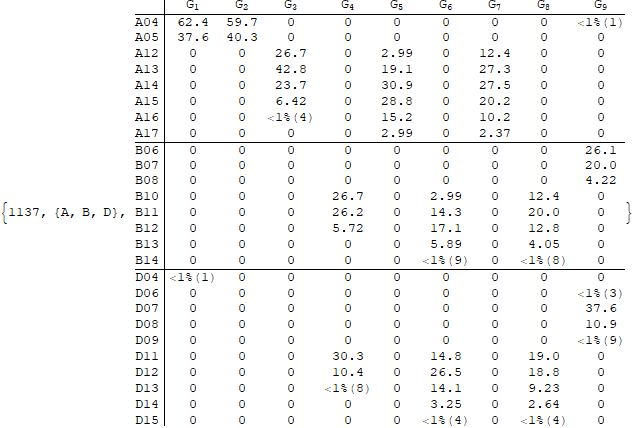 G1 G2 G3 G4 G5 G6 G7 G8 G9
A04 62.4 59.7 0 0 0 0 0 0 <1%(1)
A05 37.6 40.3 0 0 0 0 0 0 0
A12 0 0 26.7 0 2.99 0 12.4 0 0
A13 0 0 42.8 0 19.1 0 27.3 0 0
A14 0 0 23.7 0 30.9 0 27.5 0 0
A15 0 0 6.42 0 28.8 0 20.2 0 0
A16 0 0 <1%(4) 0 15.2 0 10.2 0 0
A17 0 0 0 0 2.99 0 2.37 0 0
B06 0 0 0 0 0 0 0 0 26.1
B07 0 0 0 0 0 0 0 0 20.0
B08 0 0 0 0 0 0 0 0 4.22
B10 0 0 0 26.7 0 2.99 0 12.4 0
{1137, {A, B, D}, B11 0 0 0 26.2 0 14.3 0 20.0 0 }
B12 0 0 0 5.72 0 17.1 0 12.8 0
B13 0 0 0 0 0 5.89 0 4.05 0
B14 0 0 0 0 0 <1%(9) 0 <1%(8) 0
D04 <1%(1) 0 0 0 0 0 0 0 0
D06 0 0 0 0 0 0 0 0 <1%(3)
D07 0 0 0 0 0 0 0 0 37.6
D08 0 0 0 0 0 0 0 0 10.9
D09 0 0 0 0 0 0 0 0 <1%(9)
D11 0 0 0 30.3 0 14.8 0 19.0 0
D12 0 0 0 10.4 0 26.5 0 18.8 0
D13 0 0 0 <1%(8) 0 14.1 0 9.23 0
D14 0 0 0 0 0 3.25 0 2.64 0
D15 0 0 0 0 0 <1%(4) 0 <1%(4) 0